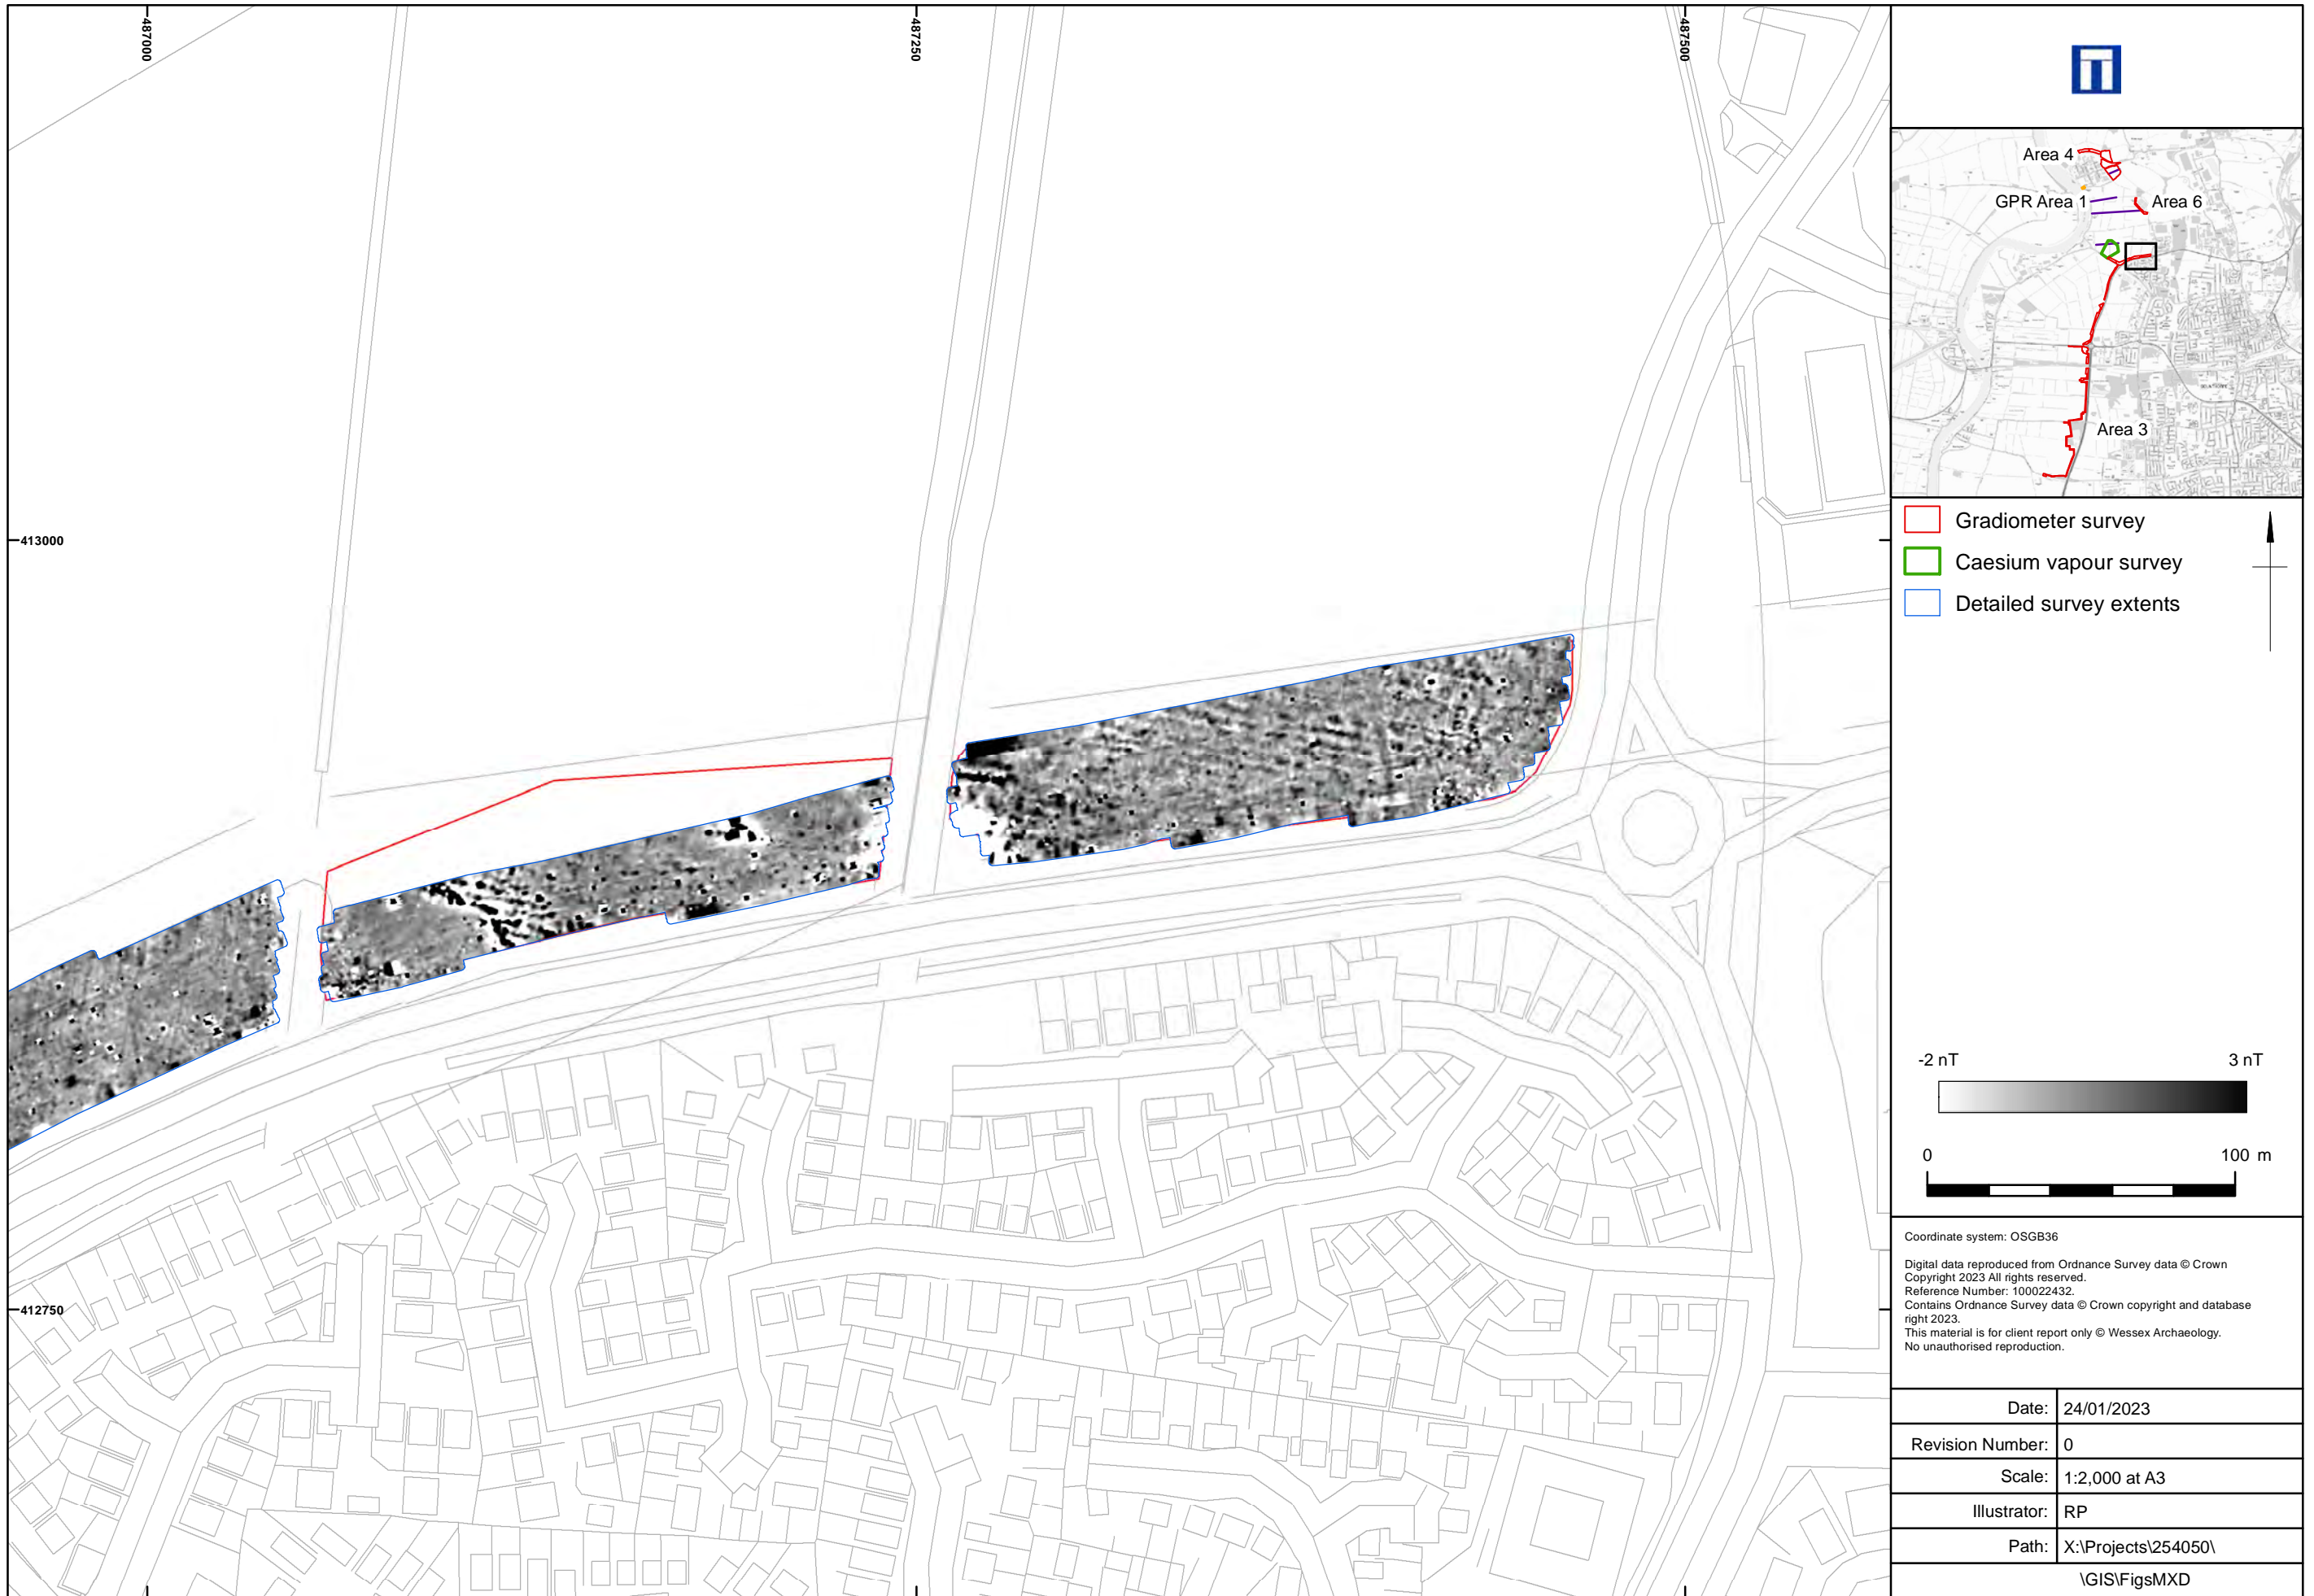 487000
487250
487500
413000
412750
Area 4
GPR Area 1
Area 6
Area 3
Gradiometer survey
Caesium vapour survey
Detailed survey extents
-2 nT
3 nT
0
100 m
Coordinate system: OSGB36
Digital data reproduced from Ordnance Survey data © Crown
Copyright 2023 All rights reserved.
Reference Number: 100022432.
Contains Ordnance Survey data © Crown copyright and database
right 2023.
This material is for client report only © Wessex Archaeology.
No unauthorised reproduction.
Date: 24/01/2023
Revision Number: 0
Scale: 1:2,000 at A3
Illustrator: RP
Path: X:\Projects\254050\
\GIS\FigsMXD